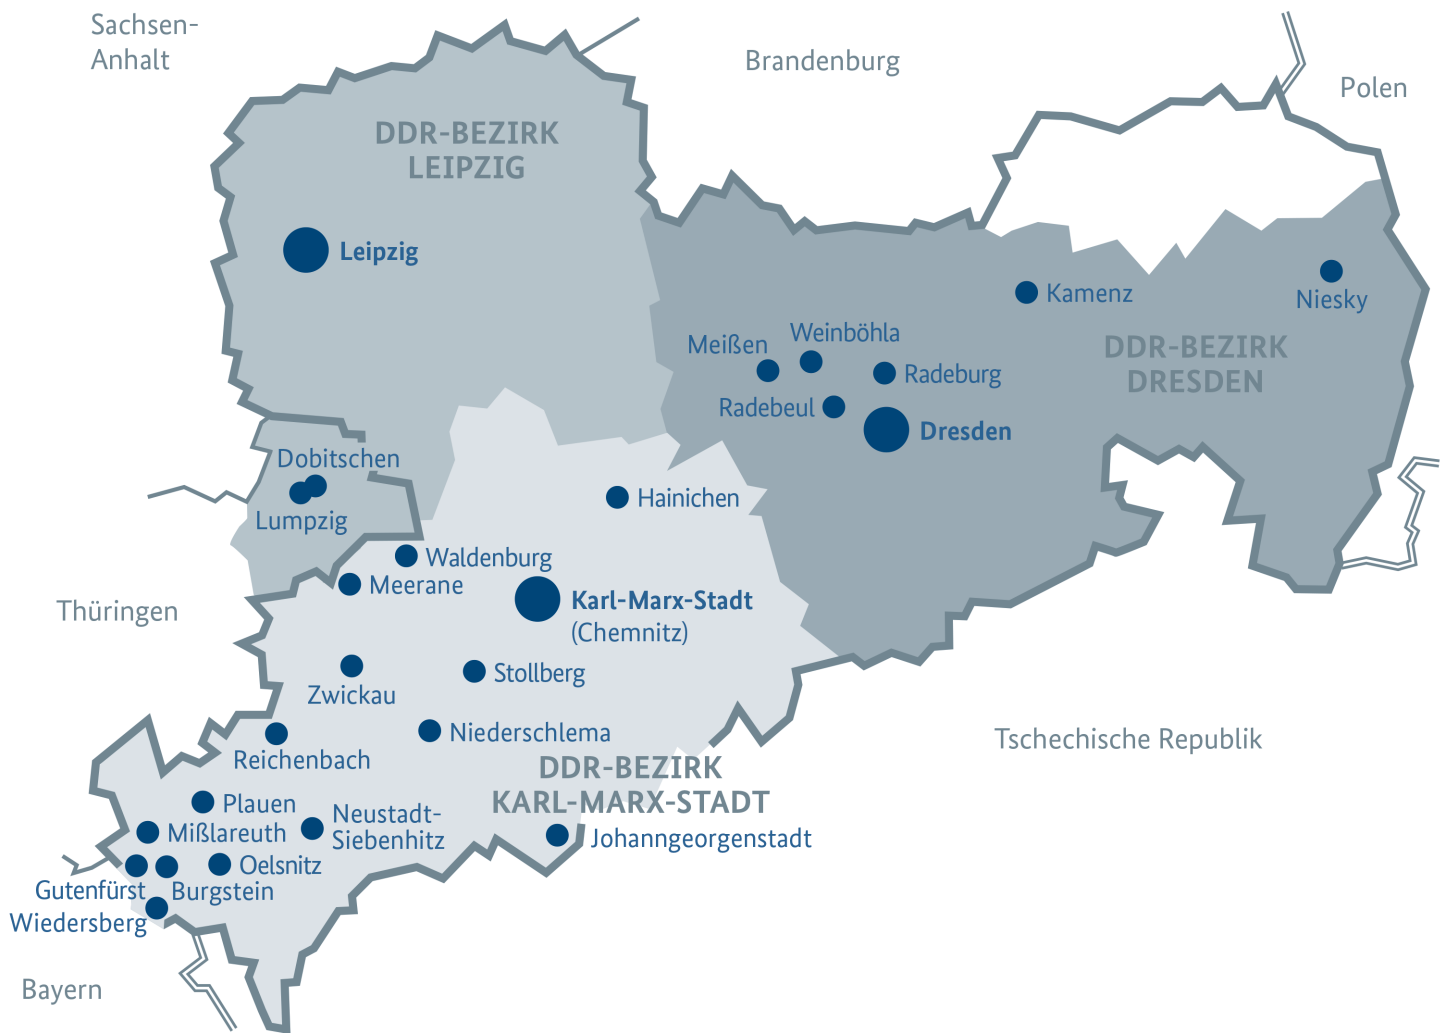 Sachsen-
Anhalt
Brandenburg
Polen
DDR-BEZIRK
LEIPZIG
Leipzig
Kamenz
Niesky
Weinböhla
Meißen
DDR-BEZIRK
DRESDEN
Radeburg
Radebeul
Dresden
Dobitschen
Lumpzig
Hainichen
Waldenburg
Meerane
Karl-Marx-Stadt
(Chemnitz)
Thüringen
Stollberg
Zwickau
Niederschlema
Tschechische Republik
Reichenbach
DDR-BEZIRK
KARL-MARX-STADT
Plauen
Neustadt-
Siebenhitz
Mißlareuth
Johanngeorgenstadt
Oelsnitz
Gutenfürst
Burgstein
Wiedersberg
Bayern